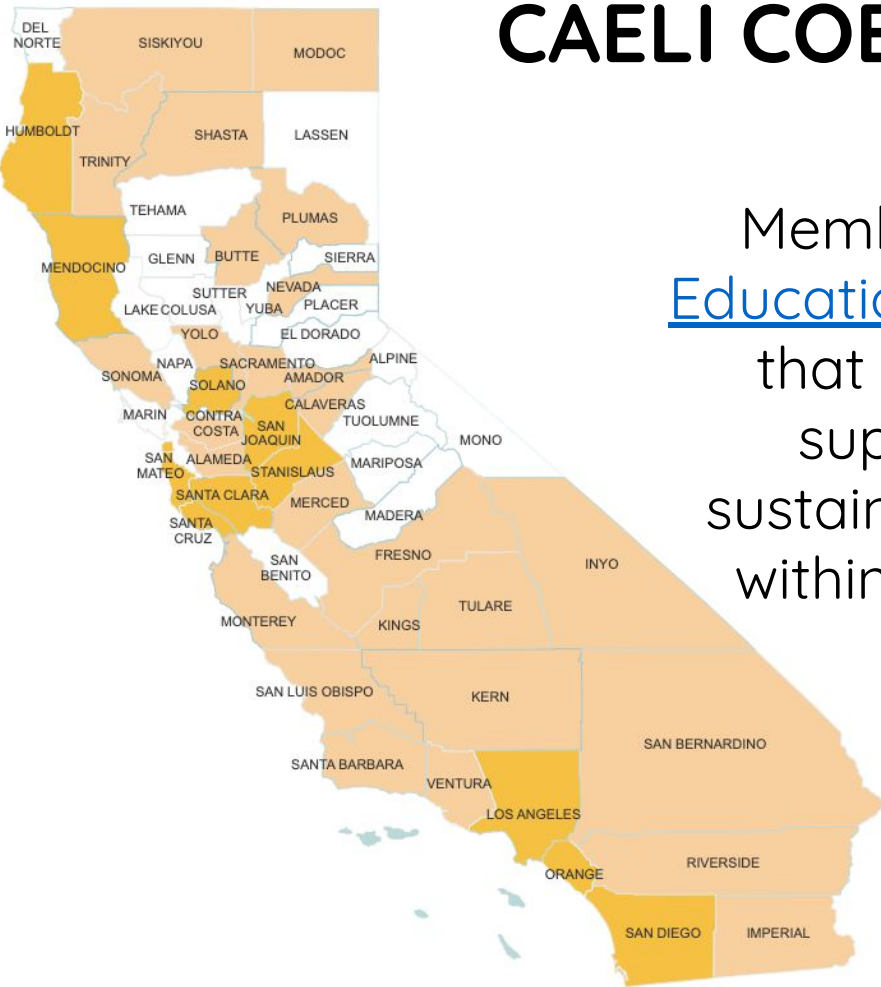 CAELI COE
DEL
NORTE
SISKIYOU
MODOC
HUMBOLDT
TRINITY
SHASTA
LASSEN
TEHAMA
PLUMAS
MENDOCINO
GLENN
BUTTE
SIERRA
LAKE
COLUSA
SUTTER
YUBA
NEVADA
PLACER
YOLO
EL DORADO
SONOMA
NAPA
SACRAMENTO
AMADOR
ALPINE
SOLANO
MARIN
CONTRA
COSTA
SAN
JOAQUIN
CALAVERAS
TUOLUMNE
MONO
SAN
MATEO
ALAMEDA
STANISLAUS
MARIPOSA
SANTA CLARA
MERCED
SANTA
CRUZ
MADERA
SAN
BENITO
FRESNO
INYO
MONTEREY
KINGS
TULARE
SAN LUIS OBISPO
KERN
SAN BERNARDINO
SANTA BARBARA
VENTURA
LOS ANGELES
ORANGE
RIVERSIDE
SAN DIEGO
IMPERIAL
Memb
Educatio
that
sup
sustain
within